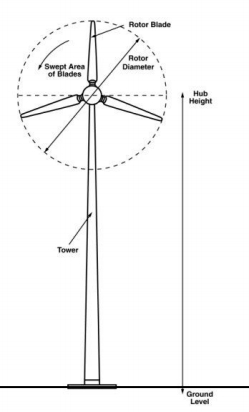 Rotor Blade
Swept Area
of Blades
Rotor
Diameter
Hub
Height
Tower
Ground
Level